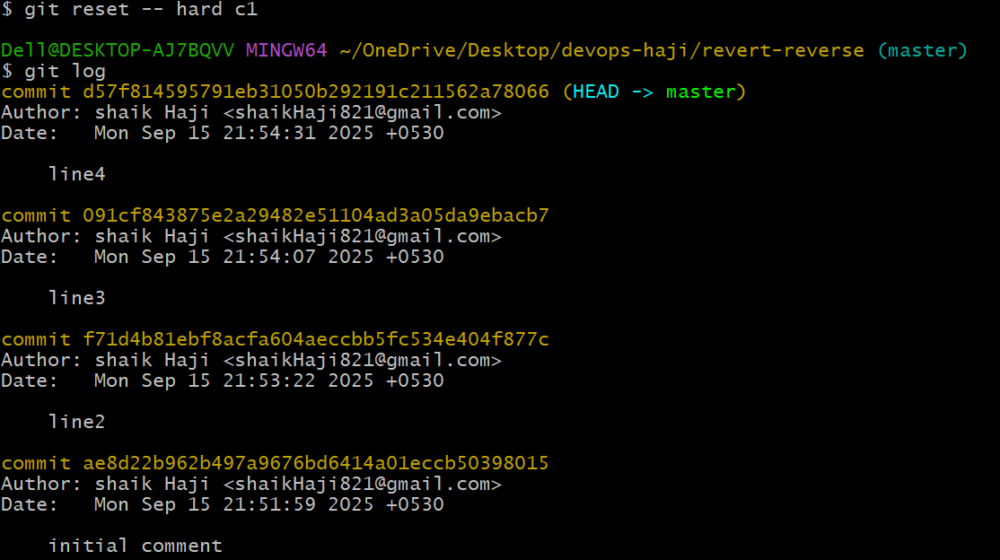 $ git reset -- hard c1
Dell@DESKTOP-AJ7BQVV MINGW64 ~/OneDrive/Desktop/devops-haji/revert-reverse (master)
$ git log
commit d57f814595791eb31050b292191c211562a78066 (HEAD -> master)
Author: shaik Haji <shaikHaji821@gmail.com>
Date:   Mon Sep 15 21:54:31 2025 +0530
    line4
commit 091cf843875e2a29482e51104ad3a05da9ebacb7
Author: shaik Haji <shaikHaji821@gmail.com>
Date:   Mon Sep 15 21:54:07 2025 +0530
    line3
commit f71d4b81ebf8acfa604aeccbb5fc534e404f877c
Author: shaik Haji <shaikHaji821@gmail.com>
Date:   Mon Sep 15 21:53:22 2025 +0530
    line2
commit ae8d22b962b497a9676bd6414a01eccb50398015
Author: shaik Haji <shaikHaji821@gmail.com>
Date:   Mon Sep 15 21:51:59 2025 +0530
    initial comment